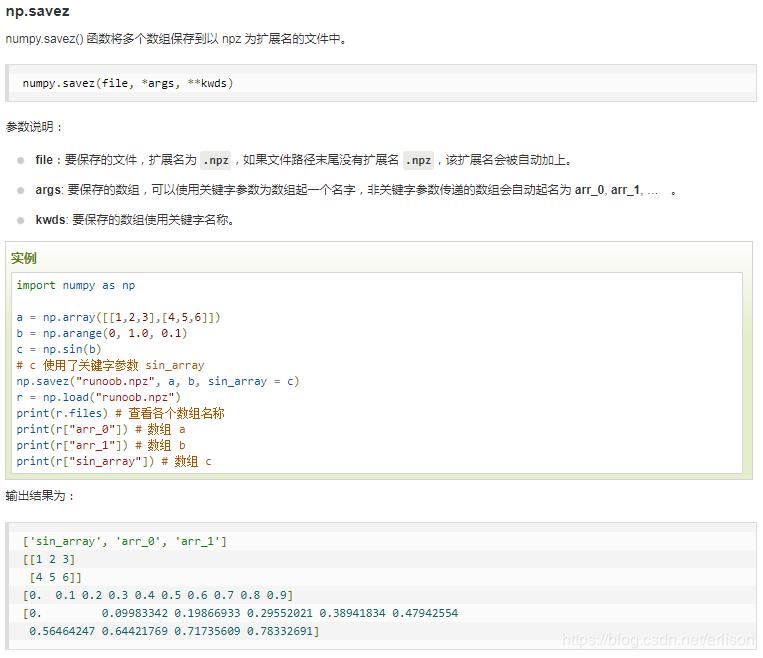 np.savez
numpy.savez() 函数将多个数组保存到以 npz 为扩展名的文件中。
numpy.savez(file, *args, **kwds)
参数说明：
file：要保存的文件，扩展名为 .npz，如果文件路径末尾没有扩展名 .npz，该扩展名会被自动加上。
args: 要保存的数组，可以使用关键字参数为数组起一个名字，非关键字参数传递的数组会自动起名为 arr_0, arr_1, … 。
kwds: 要保存的数组使用关键字名称。
实例
import numpy as np
a = np.array([[1,2,3],[4,5,6]])
b = np.arange(0, 1.0, 0.1)
c = np.sin(b)
# c 使用了关键字参数 sin_array
np.savez("runoob.npz", a, b, sin_array = c)
r = np.load("runoob.npz")
print(r.files) # 查看各个数组名称
print(r["arr_0"]) # 数组 a
print(r["arr_1"]) # 数组 b
print(r["sin_array"]) # 数组 c
输出结果为：
['sin_array', 'arr_0', 'arr_1']
[[1 2 3]
 [4 5 6]]
[0.  0.1 0.2 0.3 0.4 0.5 0.6 0.7 0.8 0.9]
[0.         0.09983342 0.19866933 0.29552021 0.38941834 0.47942554
 0.56464247 0.64421769 0.71735609 0.78332691]
https://blog.csdn.net/arlison